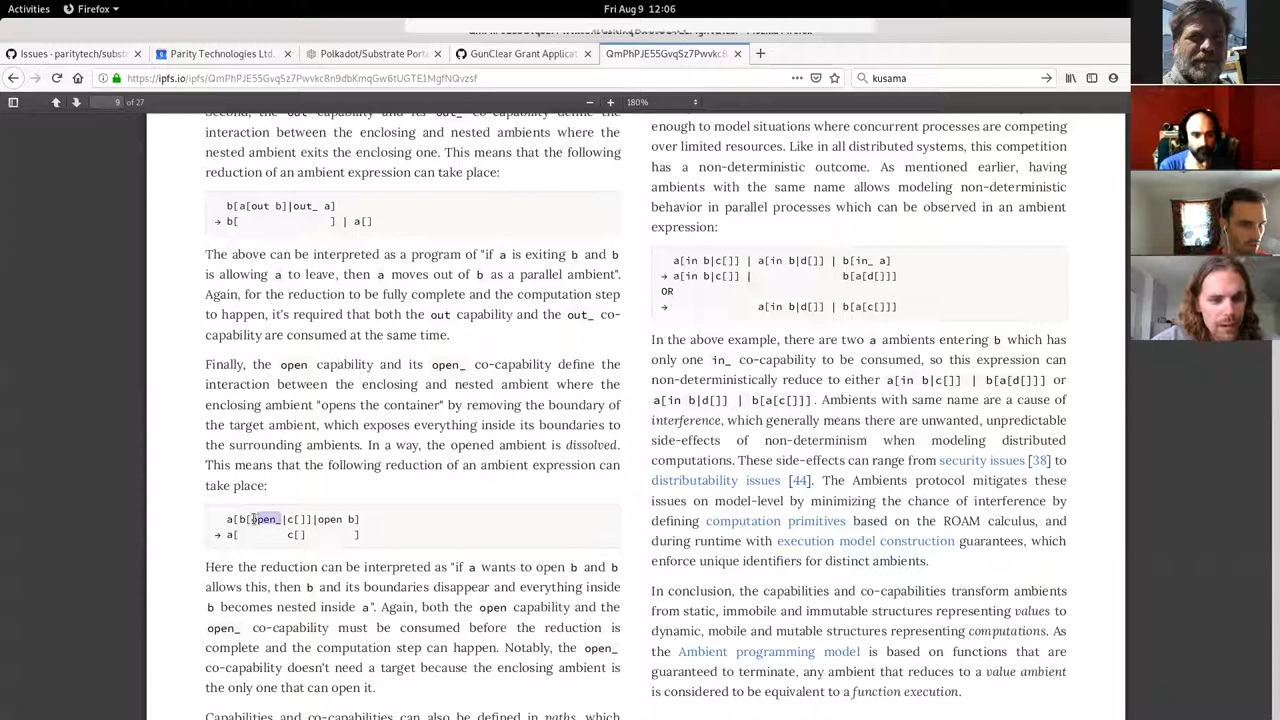 Activities
Firefox
Fri Aug 9 12:06
Issues · paritytech/subst
Parity Technologies Ltd.
Polkadot/Substrate Porta
GunClear Grant Applicat
QmPhPJE55GvqSz7Pwvkc8
https://ipfs.io/ipfs/QmPhPJE55GvqSz7Pwvkc8n9dbKmqGw6tUGTE1MgfNQvzsf
kusama
9 of 27
180%
Second, the out capability and its out_ co-capability define the
interaction between the enclosing and nested ambients where the
nested ambient exits the enclosing one. This means that the following
reduction of an ambient expression can take place:
b[a[out b]|out_ a]
→ b[ ] | a[]
The above can be interpreted as a program of "if a is exiting b and b
is allowing a to leave, then a moves out of b as a parallel ambient".
Again, for the reduction to be fully complete and the computation step
to happen, it's required that both the out capability and the out_ co-
capability are consumed at the same time.
Finally, the open capability and its open_ co-capability define the
interaction between the enclosing and nested ambient where the
enclosing ambient "opens the container" by removing the boundary of
the target ambient, which exposes everything inside its boundaries to
the surrounding ambients. In a way, the opened ambient is dissolved.
This means that the following reduction of an ambient expression can
take place:
a[b[open_|c[]]|open b]
→ a[ c[] ]
Here the reduction can be interpreted as "if a wants to open b and b
allows this, then b and its boundaries disappear and everything inside
b becomes nested inside a". Again, both the open capability and the
open_ co-capability must be consumed before the reduction is
complete and the computation step can happen. Notably, the open_
co-capability doesn't need a target because the enclosing ambient is
the only one that can open it.
Capabilities and co-capabilities can also be defined in paths, which
enough to model situations where concurrent processes are competing
over limited resources. Like in all distributed systems, this competition
has a non-deterministic outcome. As mentioned earlier, having
ambients with the same name allows modeling non-deterministic
behavior in parallel processes which can be observed in an ambient
expression:
a[in b|c[]] | a[in b|d[]] | b[in_ a]
→ a[in b|c[]] | b[a[d[]]]
OR
→ a[in b|d[]] | b[a[c[]]]
In the above example, there are two a ambients entering b which has
only one in_ co-capability to be consumed, so this expression can
non-deterministically reduce to either a[in b|c[]] | b[a[d[]]] or
a[in b|d[]] | b[a[c[]]]. Ambients with same name are a cause of
interference, which generally means there are unwanted, unpredictable
side-effects of non-determinism when modeling distributed
computations. These side-effects can range from security issues [38] to
distributability issues [44]. The Ambients protocol mitigates these
issues on model-level by minimizing the chance of interference by
defining computation primitives based on the ROAM calculus, and
during runtime with execution model construction guarantees, which
enforce unique identifiers for distinct ambients.
In conclusion, the capabilities and co-capabilities transform ambients
from static, immobile and immutable structures representing values to
dynamic, mobile and mutable structures representing computations. As
the Ambient programming model is based on functions that are
guaranteed to terminate, any ambient that reduces to a value ambient
is considered to be equivalent to a function execution.